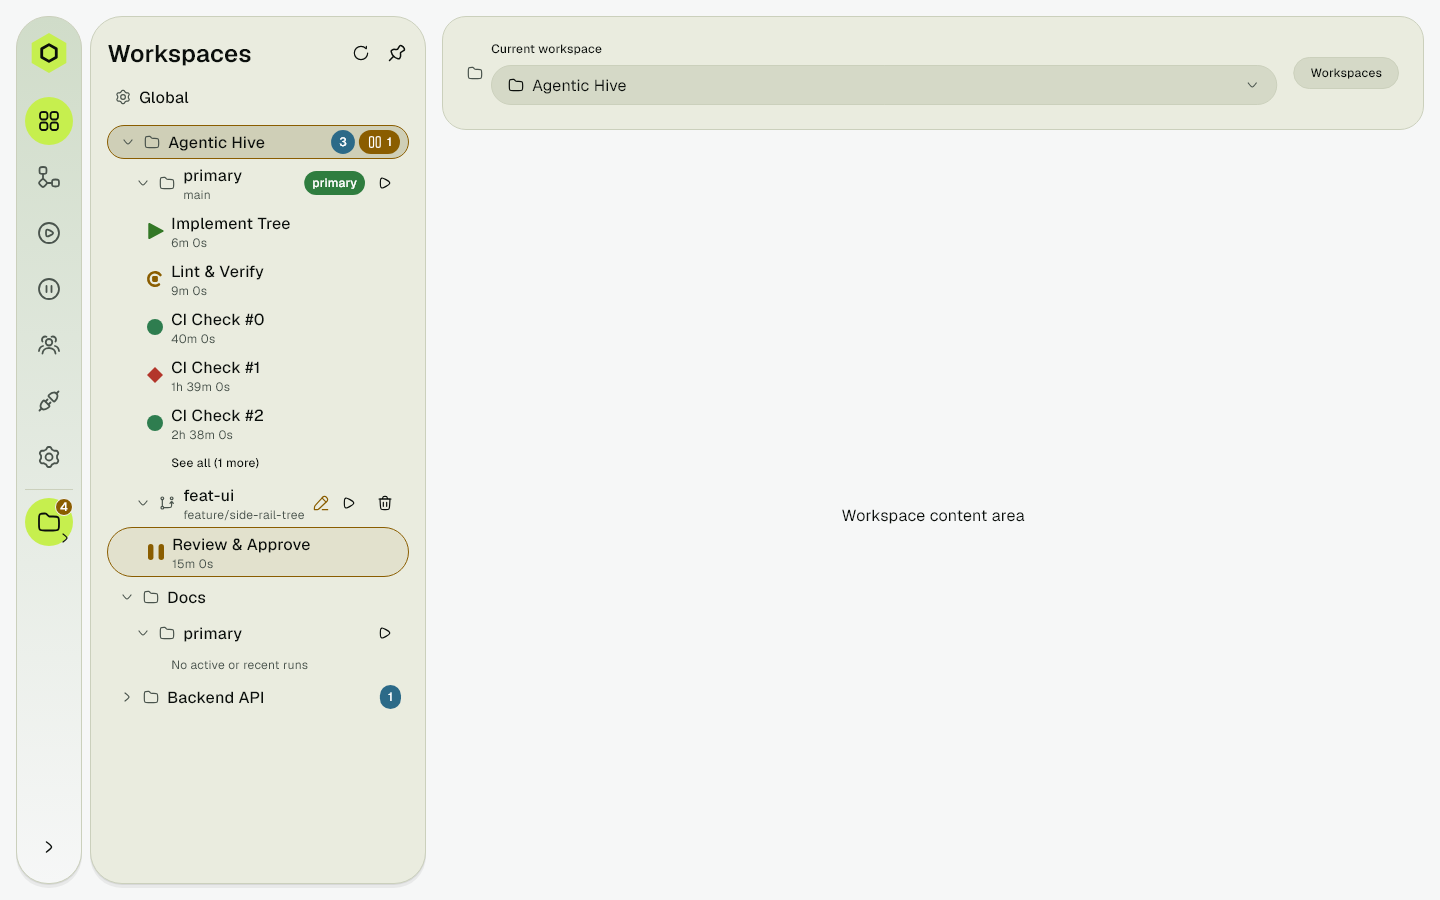 Workspaces
Global
Agentic Hive 3 1
primary
main
primary
Implement Tree
6m 0s
Lint & Verify
9m 0s
CI Check #0
40m 0s
CI Check #1
1h 39m 0s
CI Check #2
2h 38m 0s
See all (1 more)
feat-ui
feature/side-rail-tree
4
Review & Approve
15m 0s
Docs
primary
No active or recent runs
Backend API 1
Current workspace
Agentic Hive
Workspaces
Workspace content area